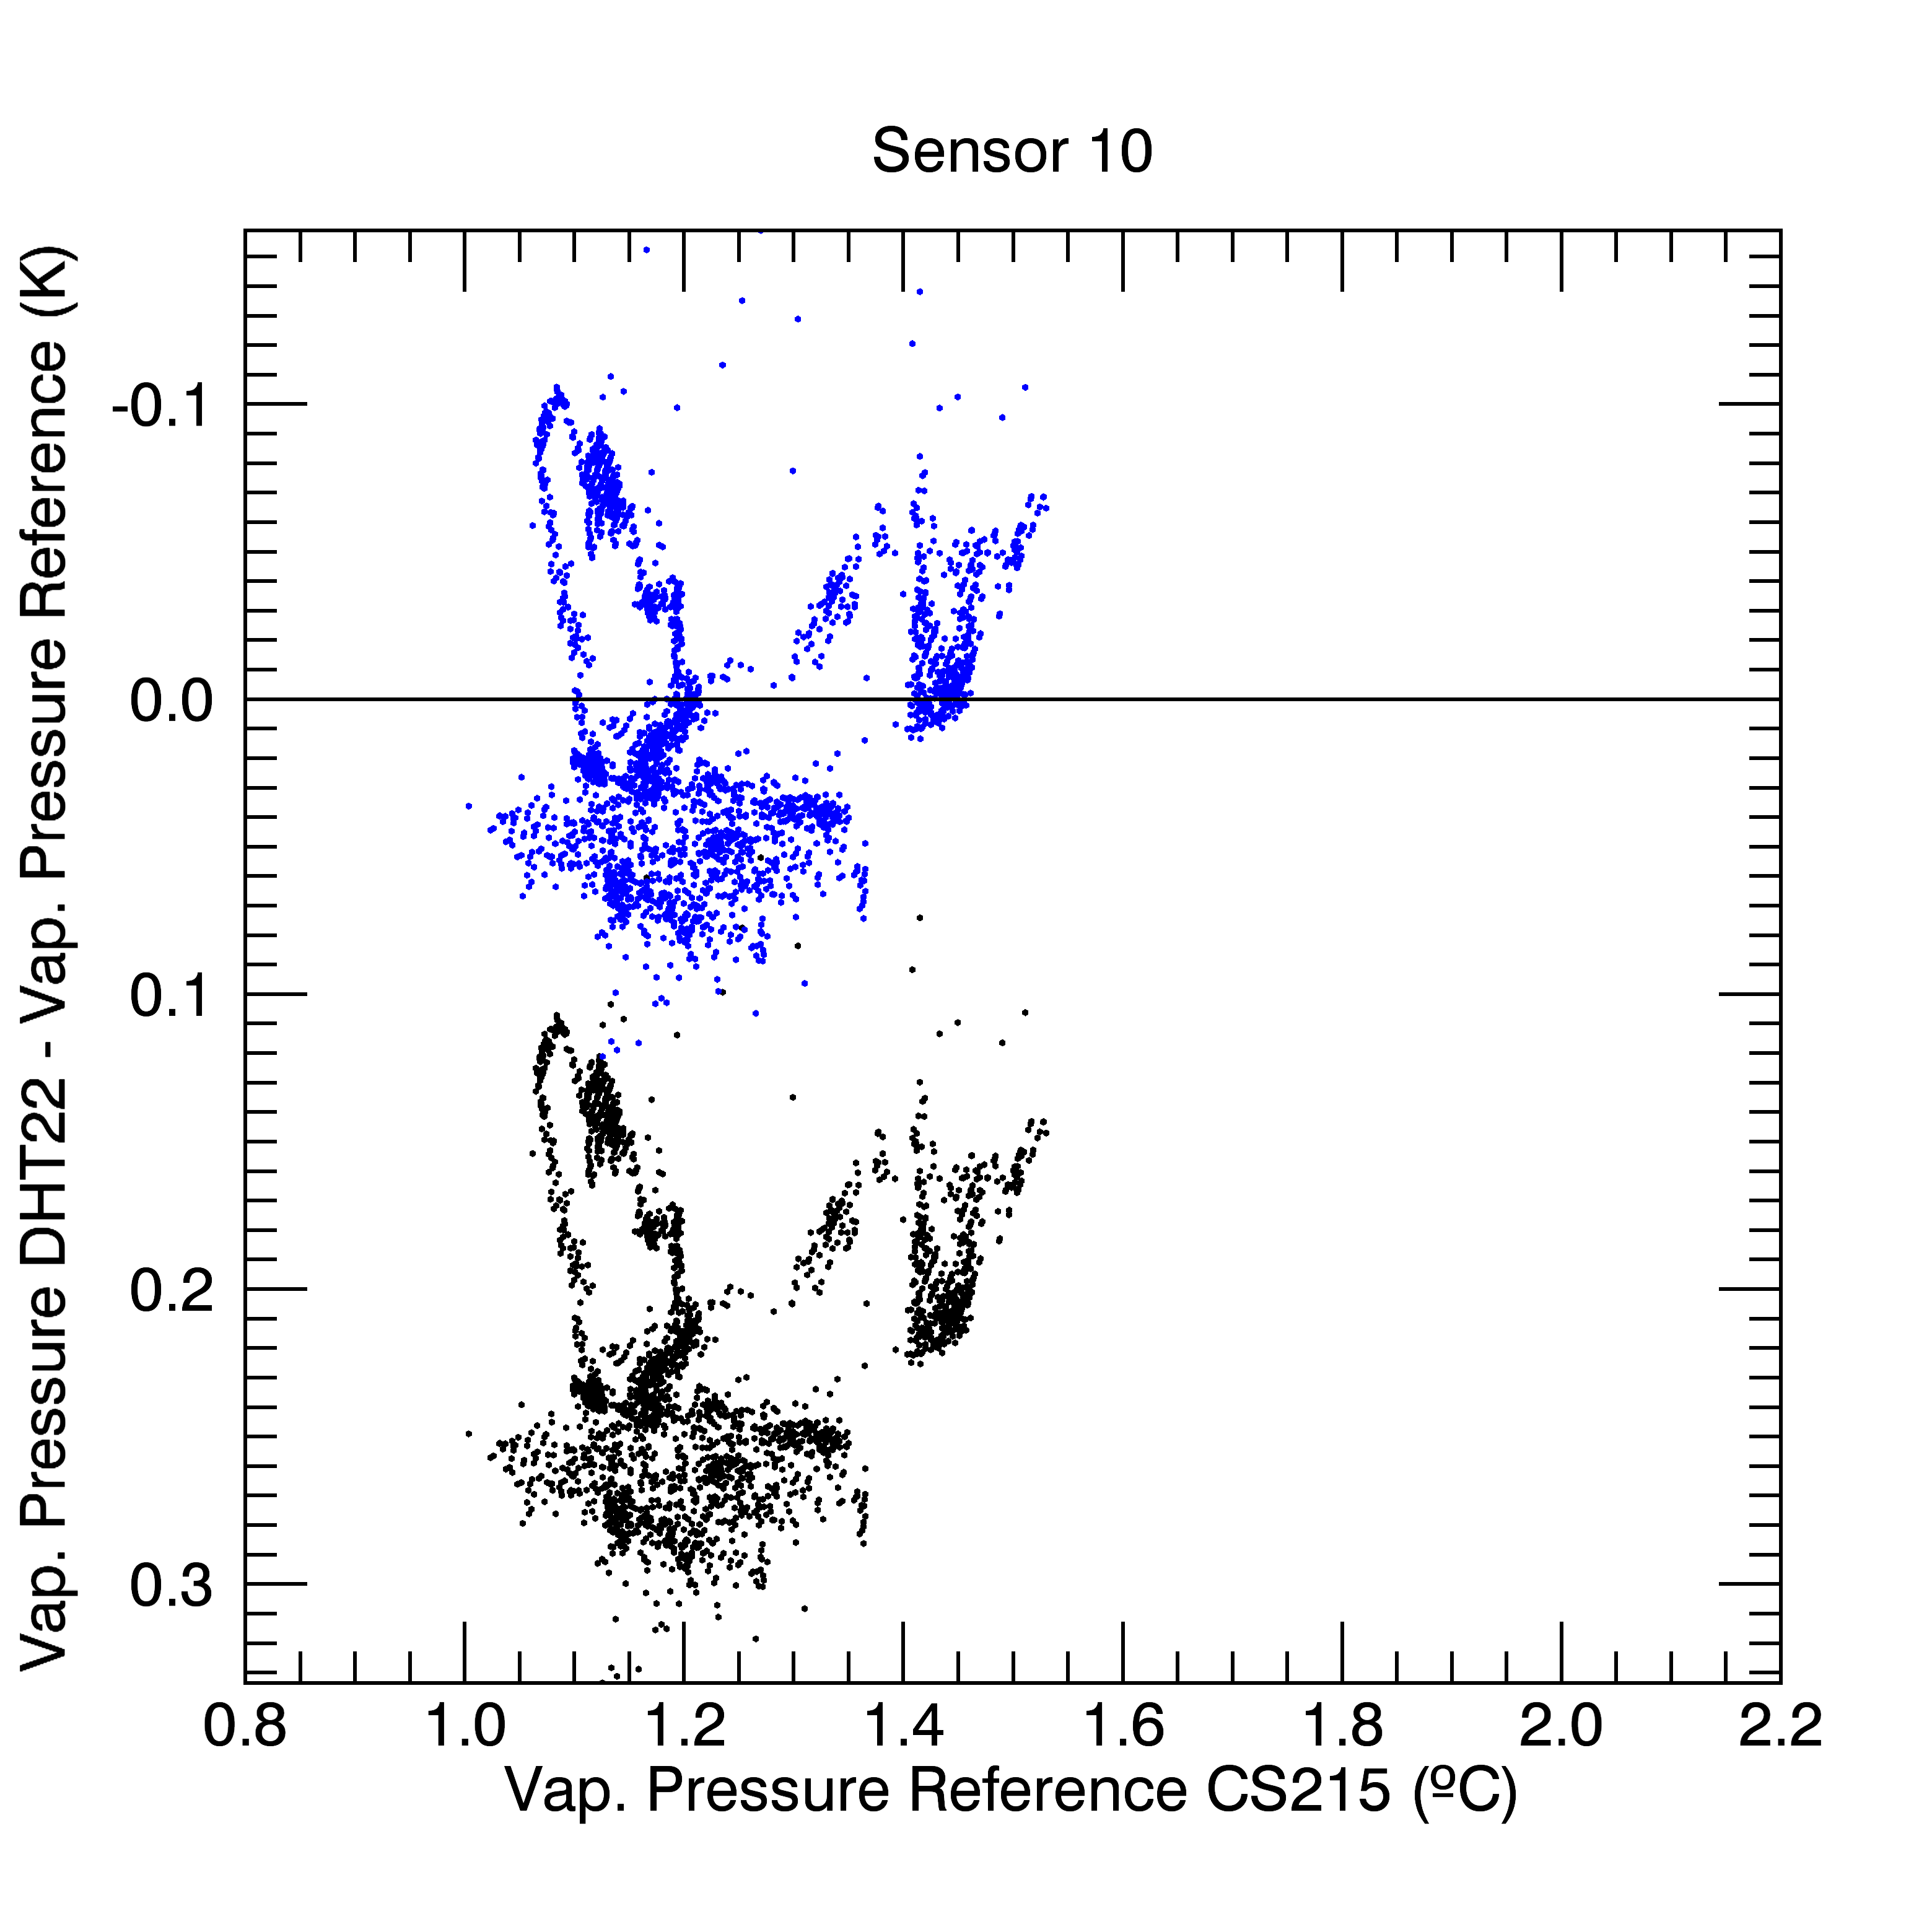 Sensor 10
Vap. Pressure DHT22 - Vap. Pressure Reference (K)
-0.1
0.0
0.1
0.2
0.3
0.8 1.0 1.2 1.4 1.6 1.8 2.0 2.2
Vap. Pressure Reference CS215 (ºC)